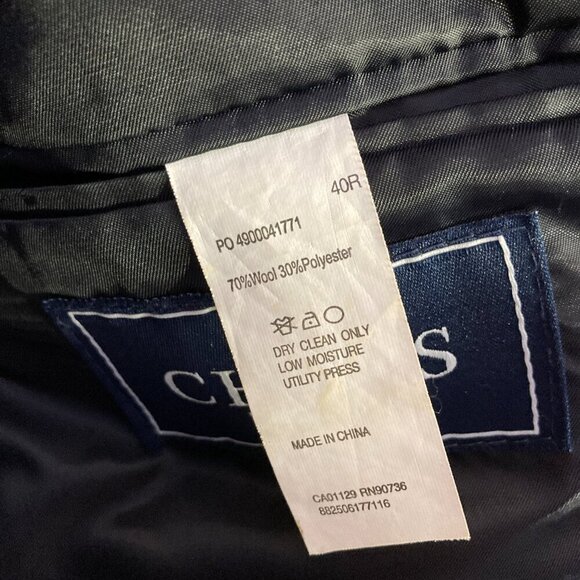 40R
PO 4900041771
70%Wool 30%Polyester
DRY CLEAN ONLY
LOW MOISTURE
UTILITY PRESS
MADE IN CHINA
CA01129 RN90736
B82506177116